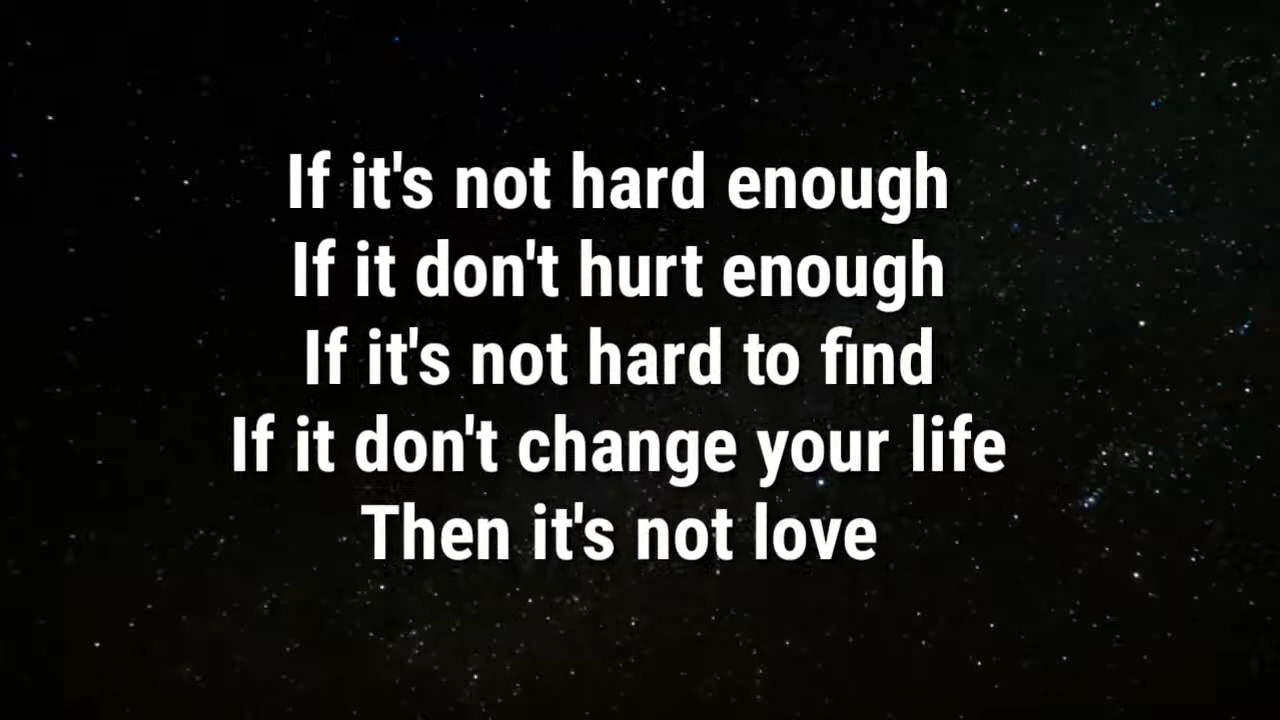 If it's not hard enough
If it don't hurt enough
If it's not hard to find
If it don't change your life
Then it's not love